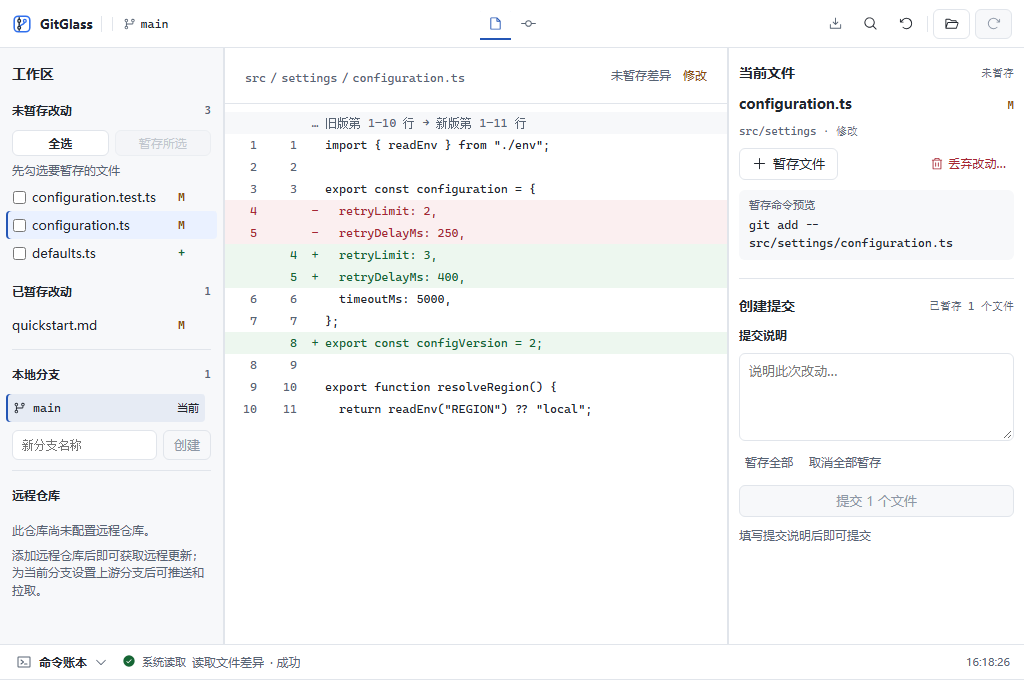 GitGlass
main
工作区
未暂存改动 3
全选 暂存所选
先勾选要暂存的文件
configuration.test.ts M
configuration.ts M
defaults.ts +
已暂存改动 1
quickstart.md M
本地分支 1
main 当前
新分支名称 创建
远程仓库
此仓库尚未配置远程仓库。
添加远程仓库后即可获取远程更新；
为当前分支设置上游分支后可推送和
拉取。
src / settings / configuration.ts 未暂存差异 修改
… 旧版第 1–10 行 → 新版第 1–11 行
1 1 import { readEnv } from "./env";
2 2
3 3 export const configuration = {
4 - retryLimit: 2,
5 - retryDelayMs: 250,
4 + retryLimit: 3,
5 + retryDelayMs: 400,
6 6 timeoutMs: 5000,
7 7 };
8 + export const configVersion = 2;
8 9
9 10 export function resolveRegion() {
10 11 return readEnv("REGION") ?? "local";
当前文件 未暂存
configuration.ts M
src/settings · 修改
+ 暂存文件 丢弃改动…
暂存命令预览
git add --
src/settings/configuration.ts
创建提交 已暂存 1 个文件
提交说明
说明此次改动…
暂存全部 取消全部暂存
提交 1 个文件
填写提交说明后即可提交
命令账本 系统读取 读取文件差异 · 成功 16:18:26